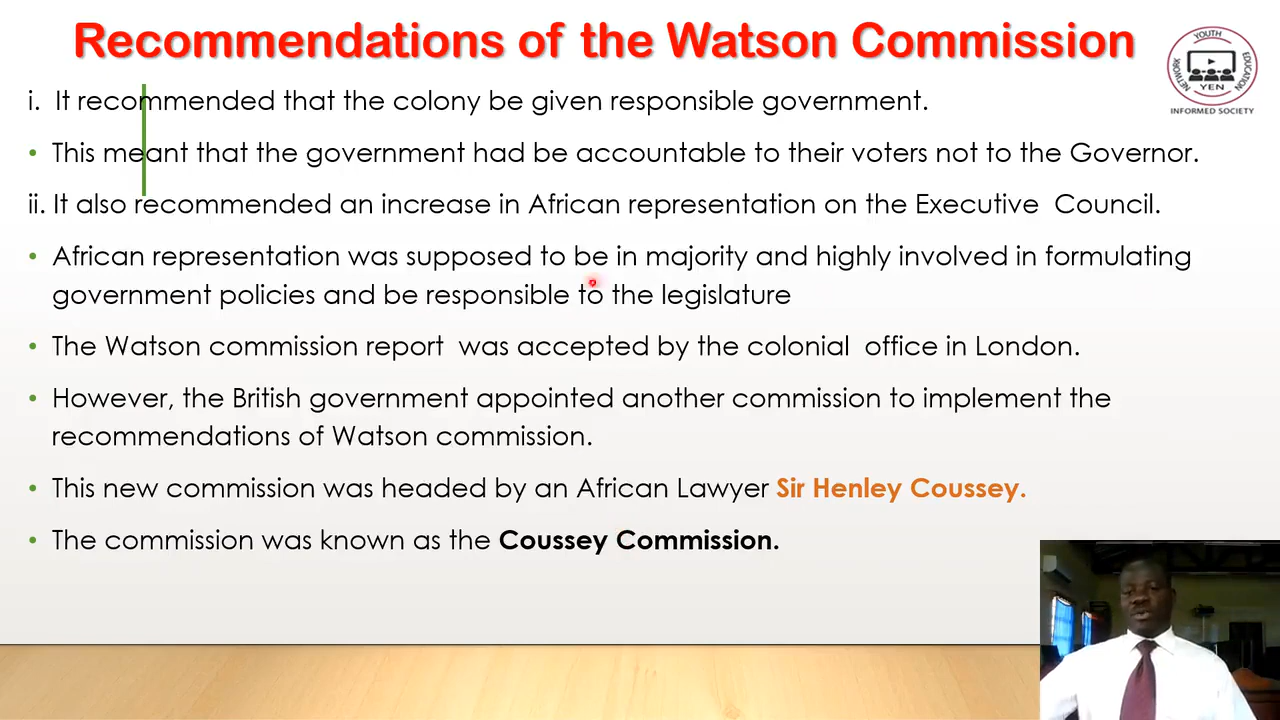 Recommendations of the Watson Commission
i. It recommended that the colony be given responsible government.
• This meant that the government had be accountable to their voters not to the Governor.
ii. It also recommended an increase in African representation on the Executive Council.
• African representation was supposed to be in majority and highly involved in formulating
government policies and be responsible to the legislature
• The Watson commission report was accepted by the colonial office in London.
• However, the British government appointed another commission to implement the
recommendations of Watson commission.
• This new commission was headed by an African Lawyer Sir Henley Coussey.
• The commission was known as the Coussey Commission.
YOUTH
EDUCATION
NETWORK
YEN
INFORMED SOCIETY